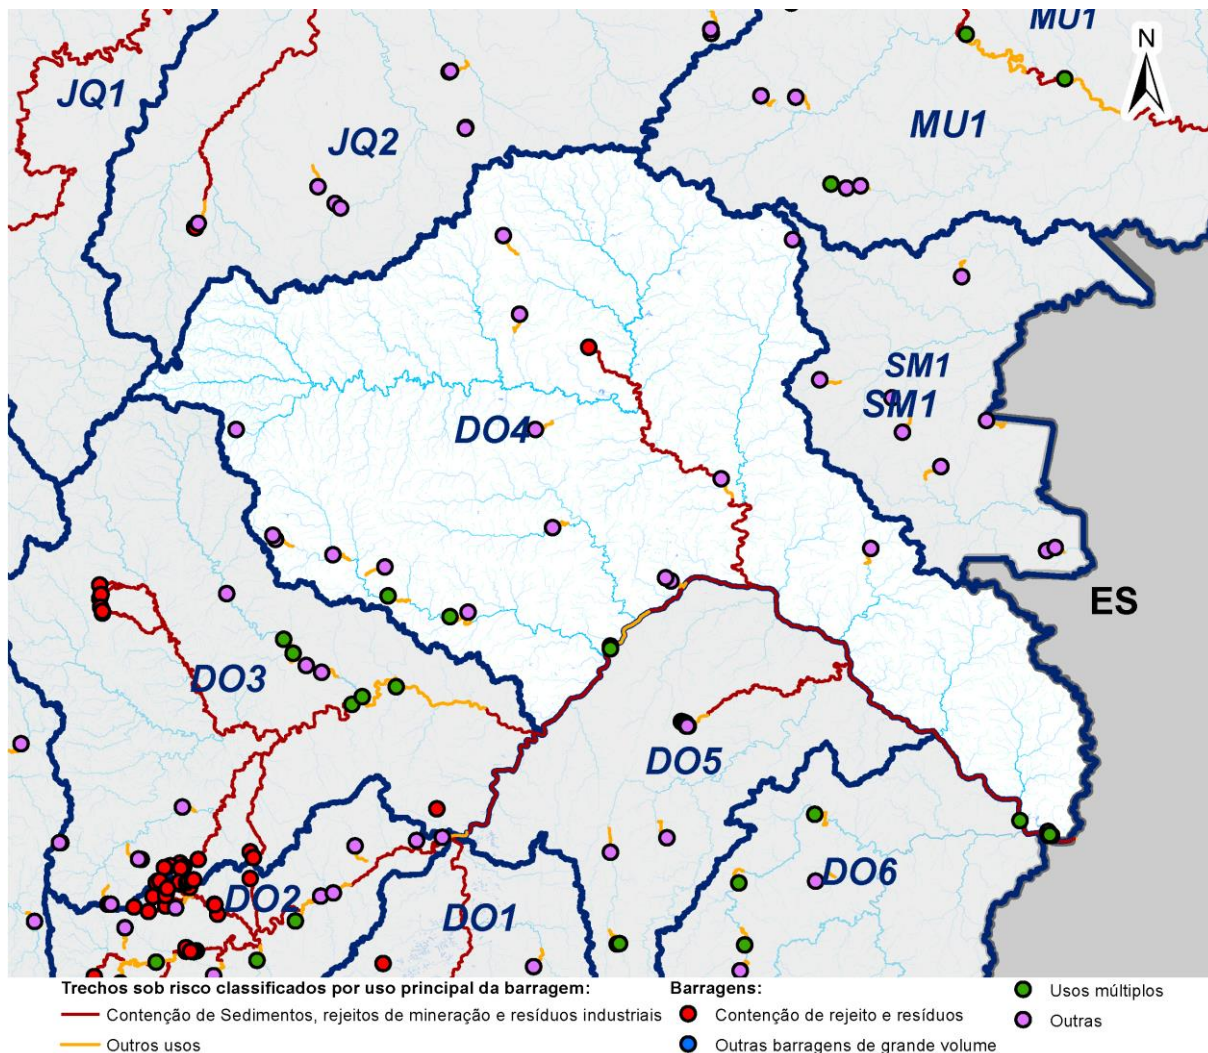 MU1
N
JQ1
JQ2
MU1
SM1
SM1
DO4
ES
DO3
DO5
DO6
DO2
DO1
Trechos sob risco classificados por uso principal da barragem:
Contenção de Sedimentos, rejeitos de mineração e resíduos industriais
Outros usos
Barragens:
Contenção de rejeito e resíduos
Outras barragens de grande volume
Usos múltiplos
Outras